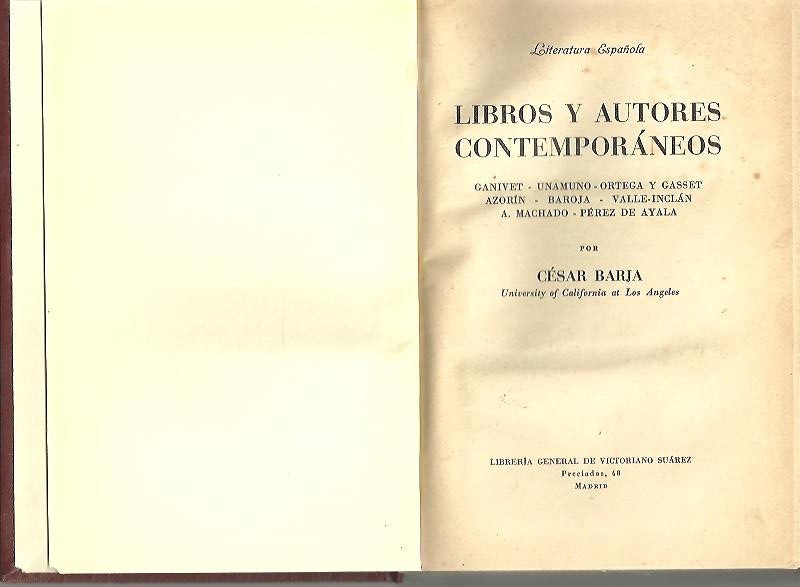 Literatura Española
LIBROS Y AUTORES
CONTEMPORÁNEOS
GANIVET - UNAMUNO - ORTEGA Y GASSET
AZORÍN - BAROJA - VALLE-INCLÁN
A. MACHADO - PÉREZ DE AYALA
POR
CÉSAR BARJA
University of California at Los Angeles
LIBRERÍA GENERAL DE VICTORIANO SUÁREZ
Preciados, 48
MADRID